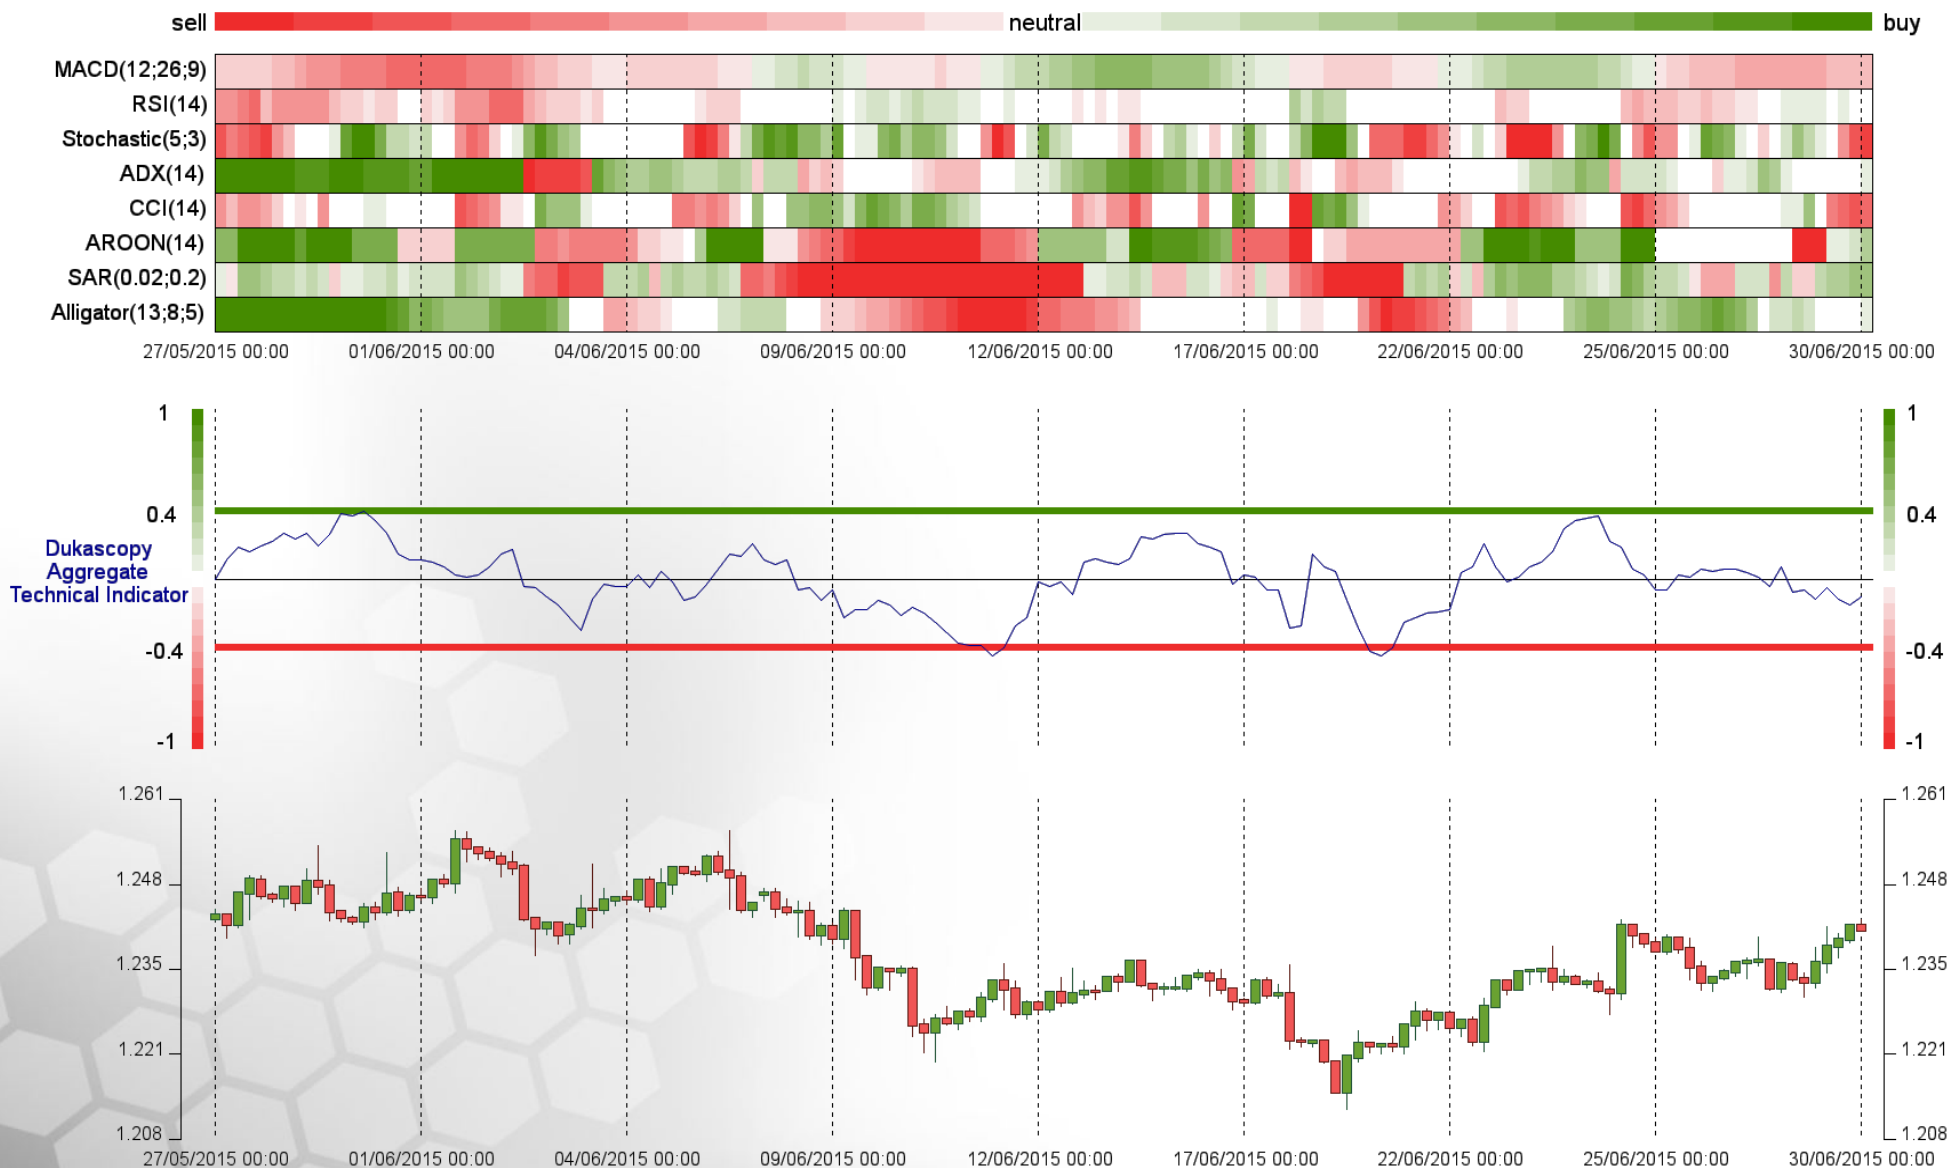 sell neutral buy
MACD(12;26;9)
RSI(14)
Stochastic(5;3)
ADX(14)
CCI(14)
AROON(14)
SAR(0.02;0.2)
Alligator(13;8;5)
27/05/2015 00:00 01/06/2015 00:00 04/06/2015 00:00 09/06/2015 00:00 12/06/2015 00:00 17/06/2015 00:00 22/06/2015 00:00 25/06/2015 00:00 30/06/2015 00:00
1 1
0.4 0.4
Dukascopy
Aggregate
Technical Indicator
-0.4 -0.4
-1 -1
1.261 1.261
1.248 1.248
1.235 1.235
1.221 1.221
1.208 1.208
27/05/2015 00:00 01/06/2015 00:00 04/06/2015 00:00 09/06/2015 00:00 12/06/2015 00:00 17/06/2015 00:00 22/06/2015 00:00 25/06/2015 00:00 30/06/2015 00:00